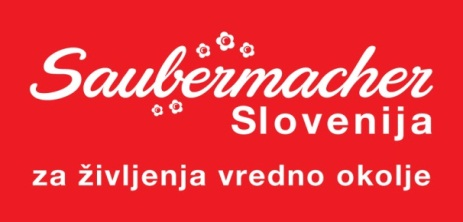 Saubermacher
Slovenija
za življenja vredno okolje